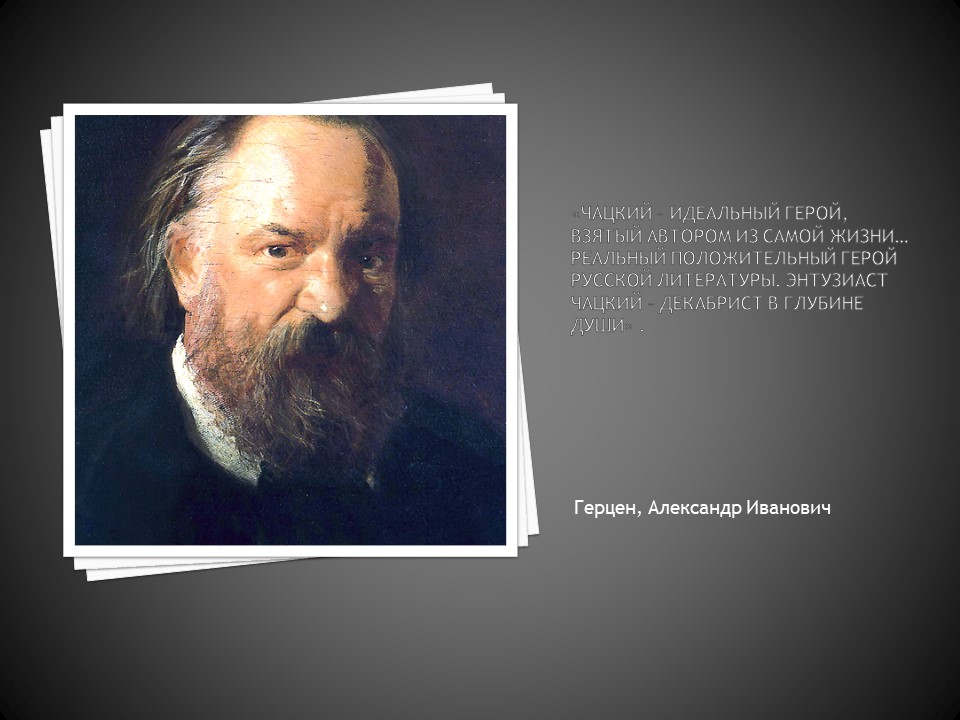 «ЧАЦКИЙ – ИДЕАЛЬНЫЙ ГЕРОЙ,
ВЗЯТЫЙ АВТОРОМ ИЗ САМОЙ ЖИЗНИ…
РЕАЛЬНЫЙ ПОЛОЖИТЕЛЬНЫЙ ГЕРОЙ
РУССКОЙ ЛИТЕРАТУРЫ. ЭНТУЗИАСТ
ЧАЦКИЙ – ДЕКАБРИСТ В ГЛУБИНЕ
ДУШИ» .
Герцен, Александр Иванович